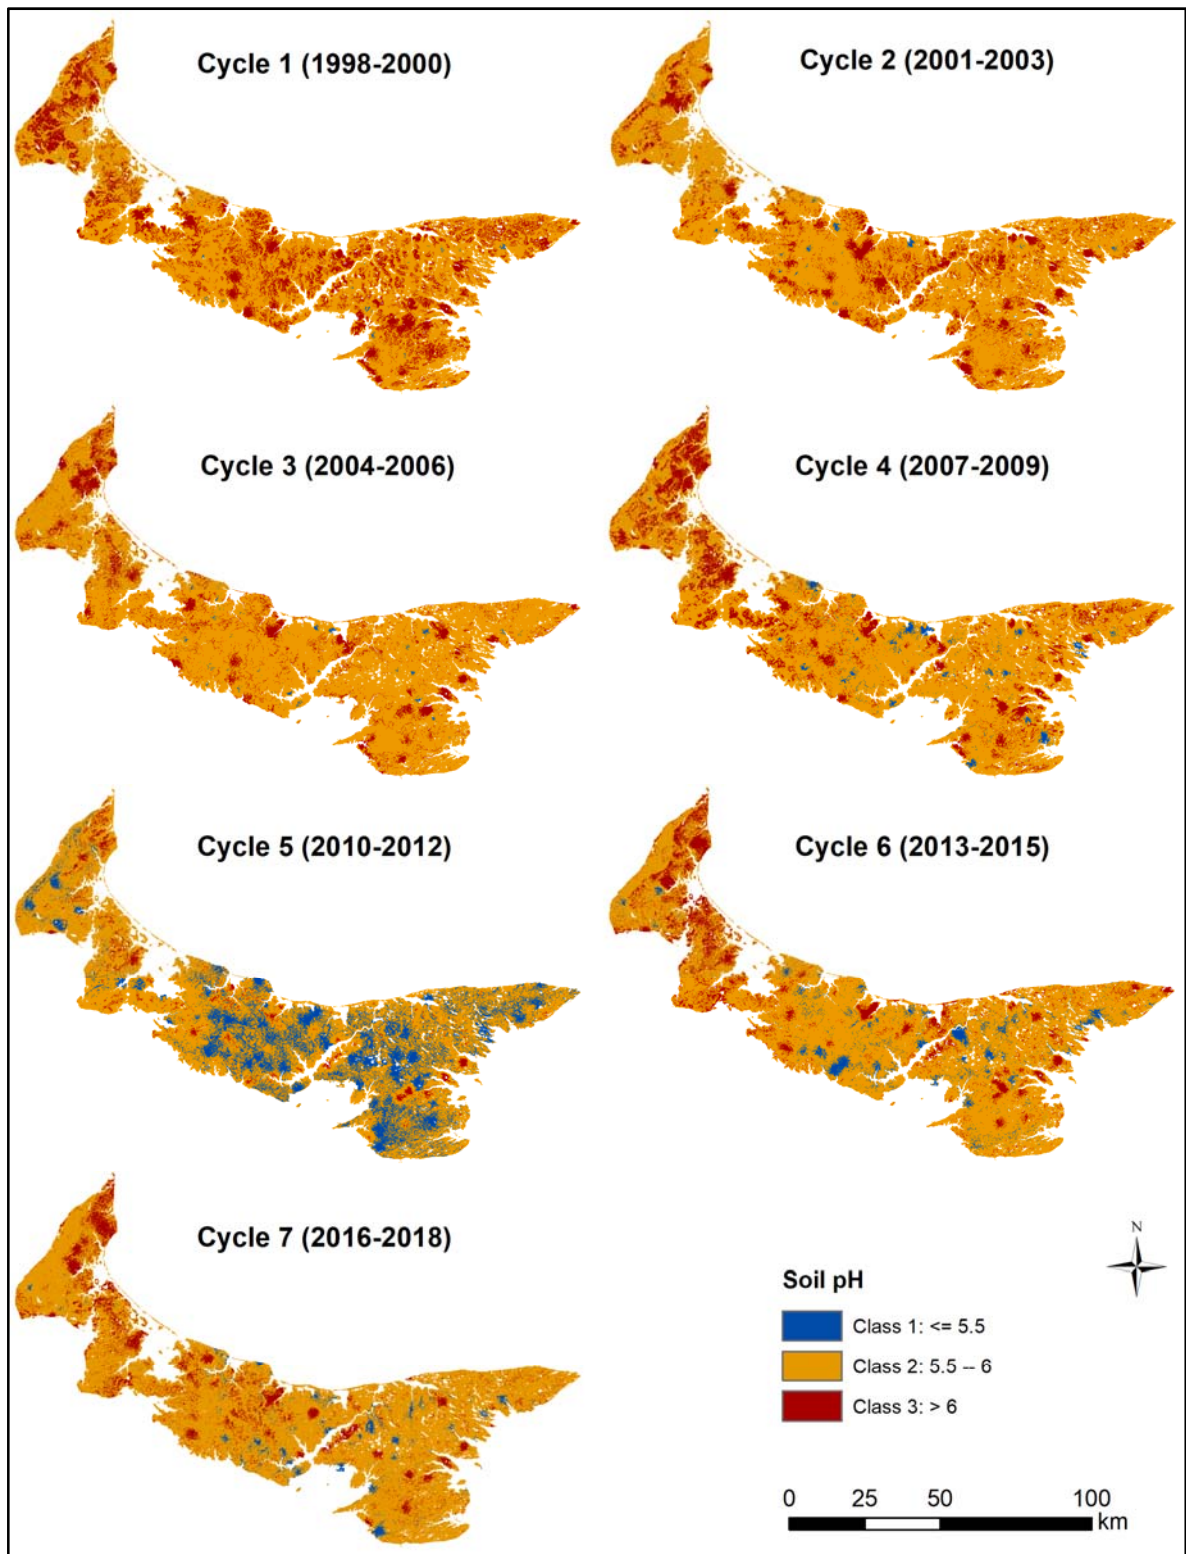 Cycle 1 (1998-2000)
Cycle 2 (2001-2003)
Cycle 3 (2004-2006)
Cycle 4 (2007-2009)
Cycle 5 (2010-2012)
Cycle 6 (2013-2015)
Cycle 7 (2016-2018)
N
Soil pH
Class 1: <= 5.5
Class 2: 5.5 -- 6
Class 3: > 6
0 25 50 100
km